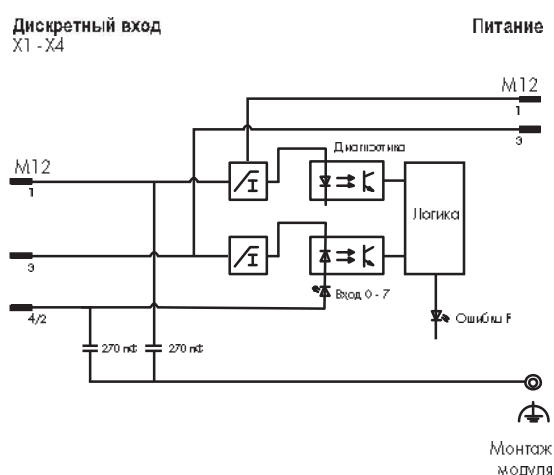 Дискретный вход
X1 - X4
Питание
M12
1
3
Диагностика
M12
1
Логика
3
Вход 0 - 7
4/2
Ошибка F
270 пФ
270 пФ
Монтаж
модуля